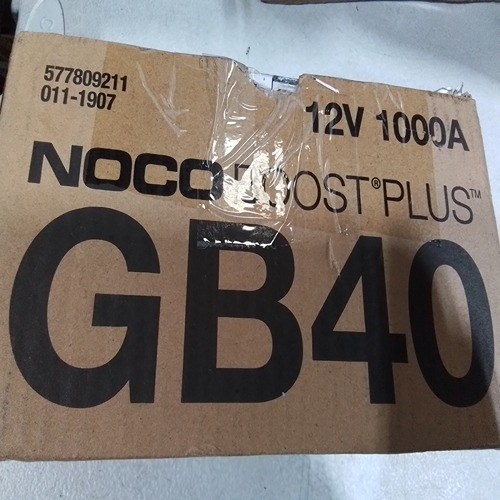 577809211
011-1907
12V 1000A
NOCO BOOST®PLUS™
GB40